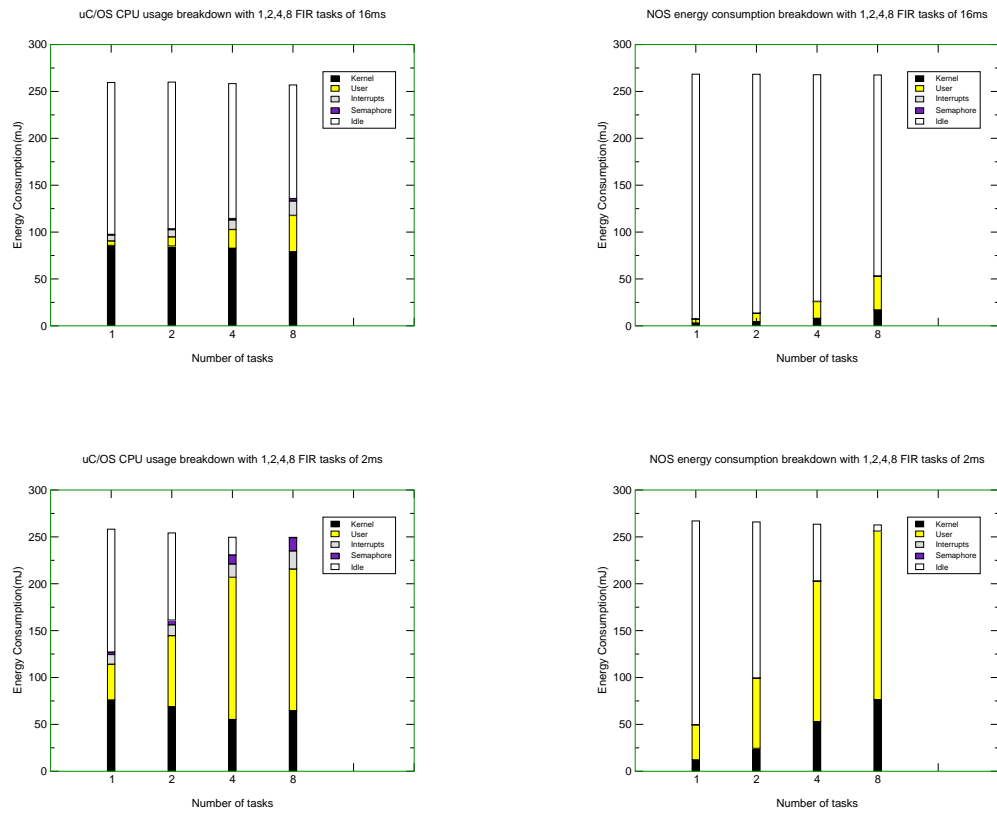 uC/OS CPU usage breakdown with 1,2,4,8 FIR tasks of 16ms
300
250
200
150
100
50
0
Energy Consumption(mJ)
Kernel
User
Interrupts
Semaphore
Idle
1 2 4 8
Number of tasks
NOS energy consumption breakdown with 1,2,4,8 FIR tasks of 16ms
300
250
200
150
100
50
0
Energy Consumption(mJ)
Kernel
User
Interrupts
Semaphore
Idle
1 2 4 8
Number of tasks
uC/OS CPU usage breakdown with 1,2,4,8 FIR tasks of 2ms
300
250
200
150
100
50
0
Energy Consumption(mJ)
Kernel
User
Interrupts
Semaphore
Idle
1 2 4 8
Number of tasks
NOS energy consumption breakdown with 1,2,4,8 FIR tasks of 2ms
300
250
200
150
100
50
0
Energy Consumption(mJ)
Kernel
User
Interrupts
Semaphore
Idle
1 2 4 8
Number of tasks